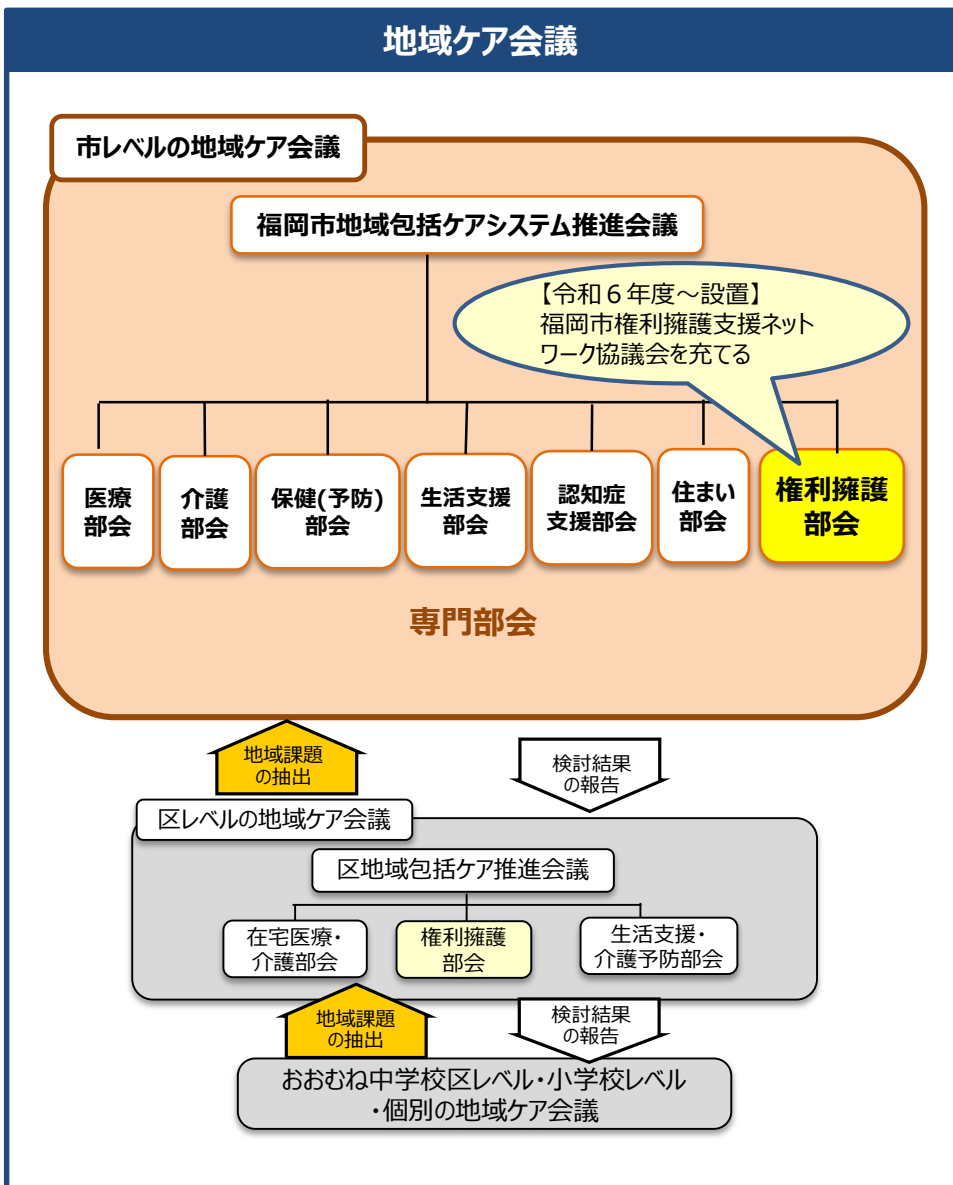 地域ケア会議
市レベルの地域ケア会議
福岡市地域包括ケアシステム推進会議
【令和６年度～設置】
福岡市権利擁護支援ネット
ワーク協議会を充てる
医療
部会
介護
部会
保健(予防)
部会
生活支援
部会
認知症
支援部会
住まい
部会
権利擁護
部会
専門部会
地域課題
の抽出
検討結果
の報告
区レベルの地域ケア会議
区地域包括ケア推進会議
在宅医療・
介護部会
権利擁護
部会
生活支援・
介護予防部会
地域課題
の抽出
検討結果
の報告
おおむね中学校区レベル・小学校レベル
・個別の地域ケア会議